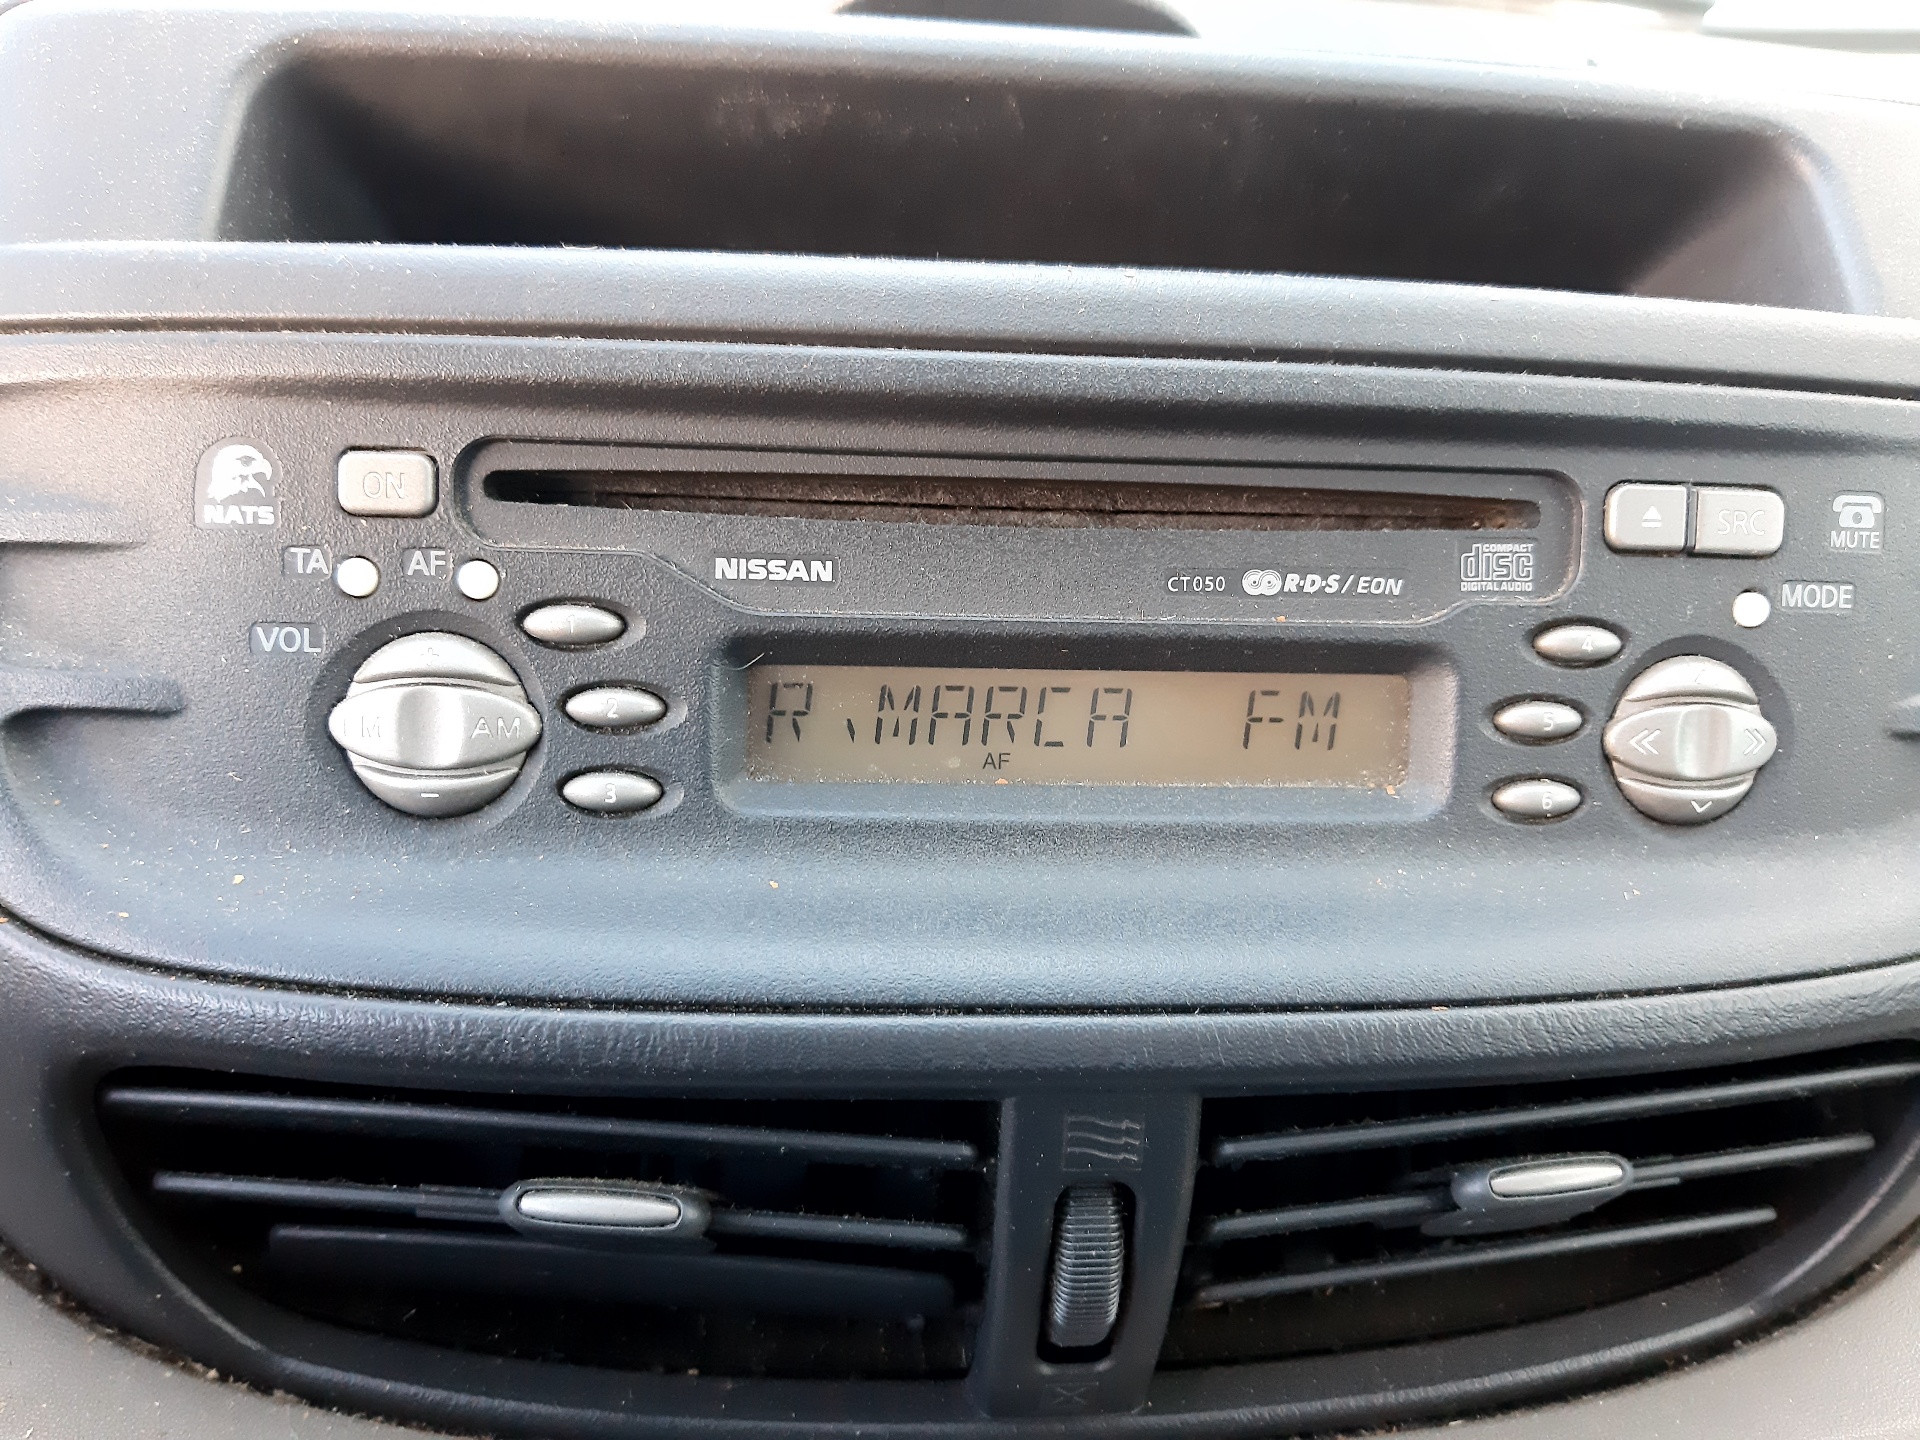 NATS
ON
SRC
MUTE
TA
AF
NISSAN
CT050 R·D·S/EON
COMPACT
disc
DIGITAL AUDIO
MODE
VOL
1
4
+
2
5
FM AM
R.MARCA FM
AF
3
6
-